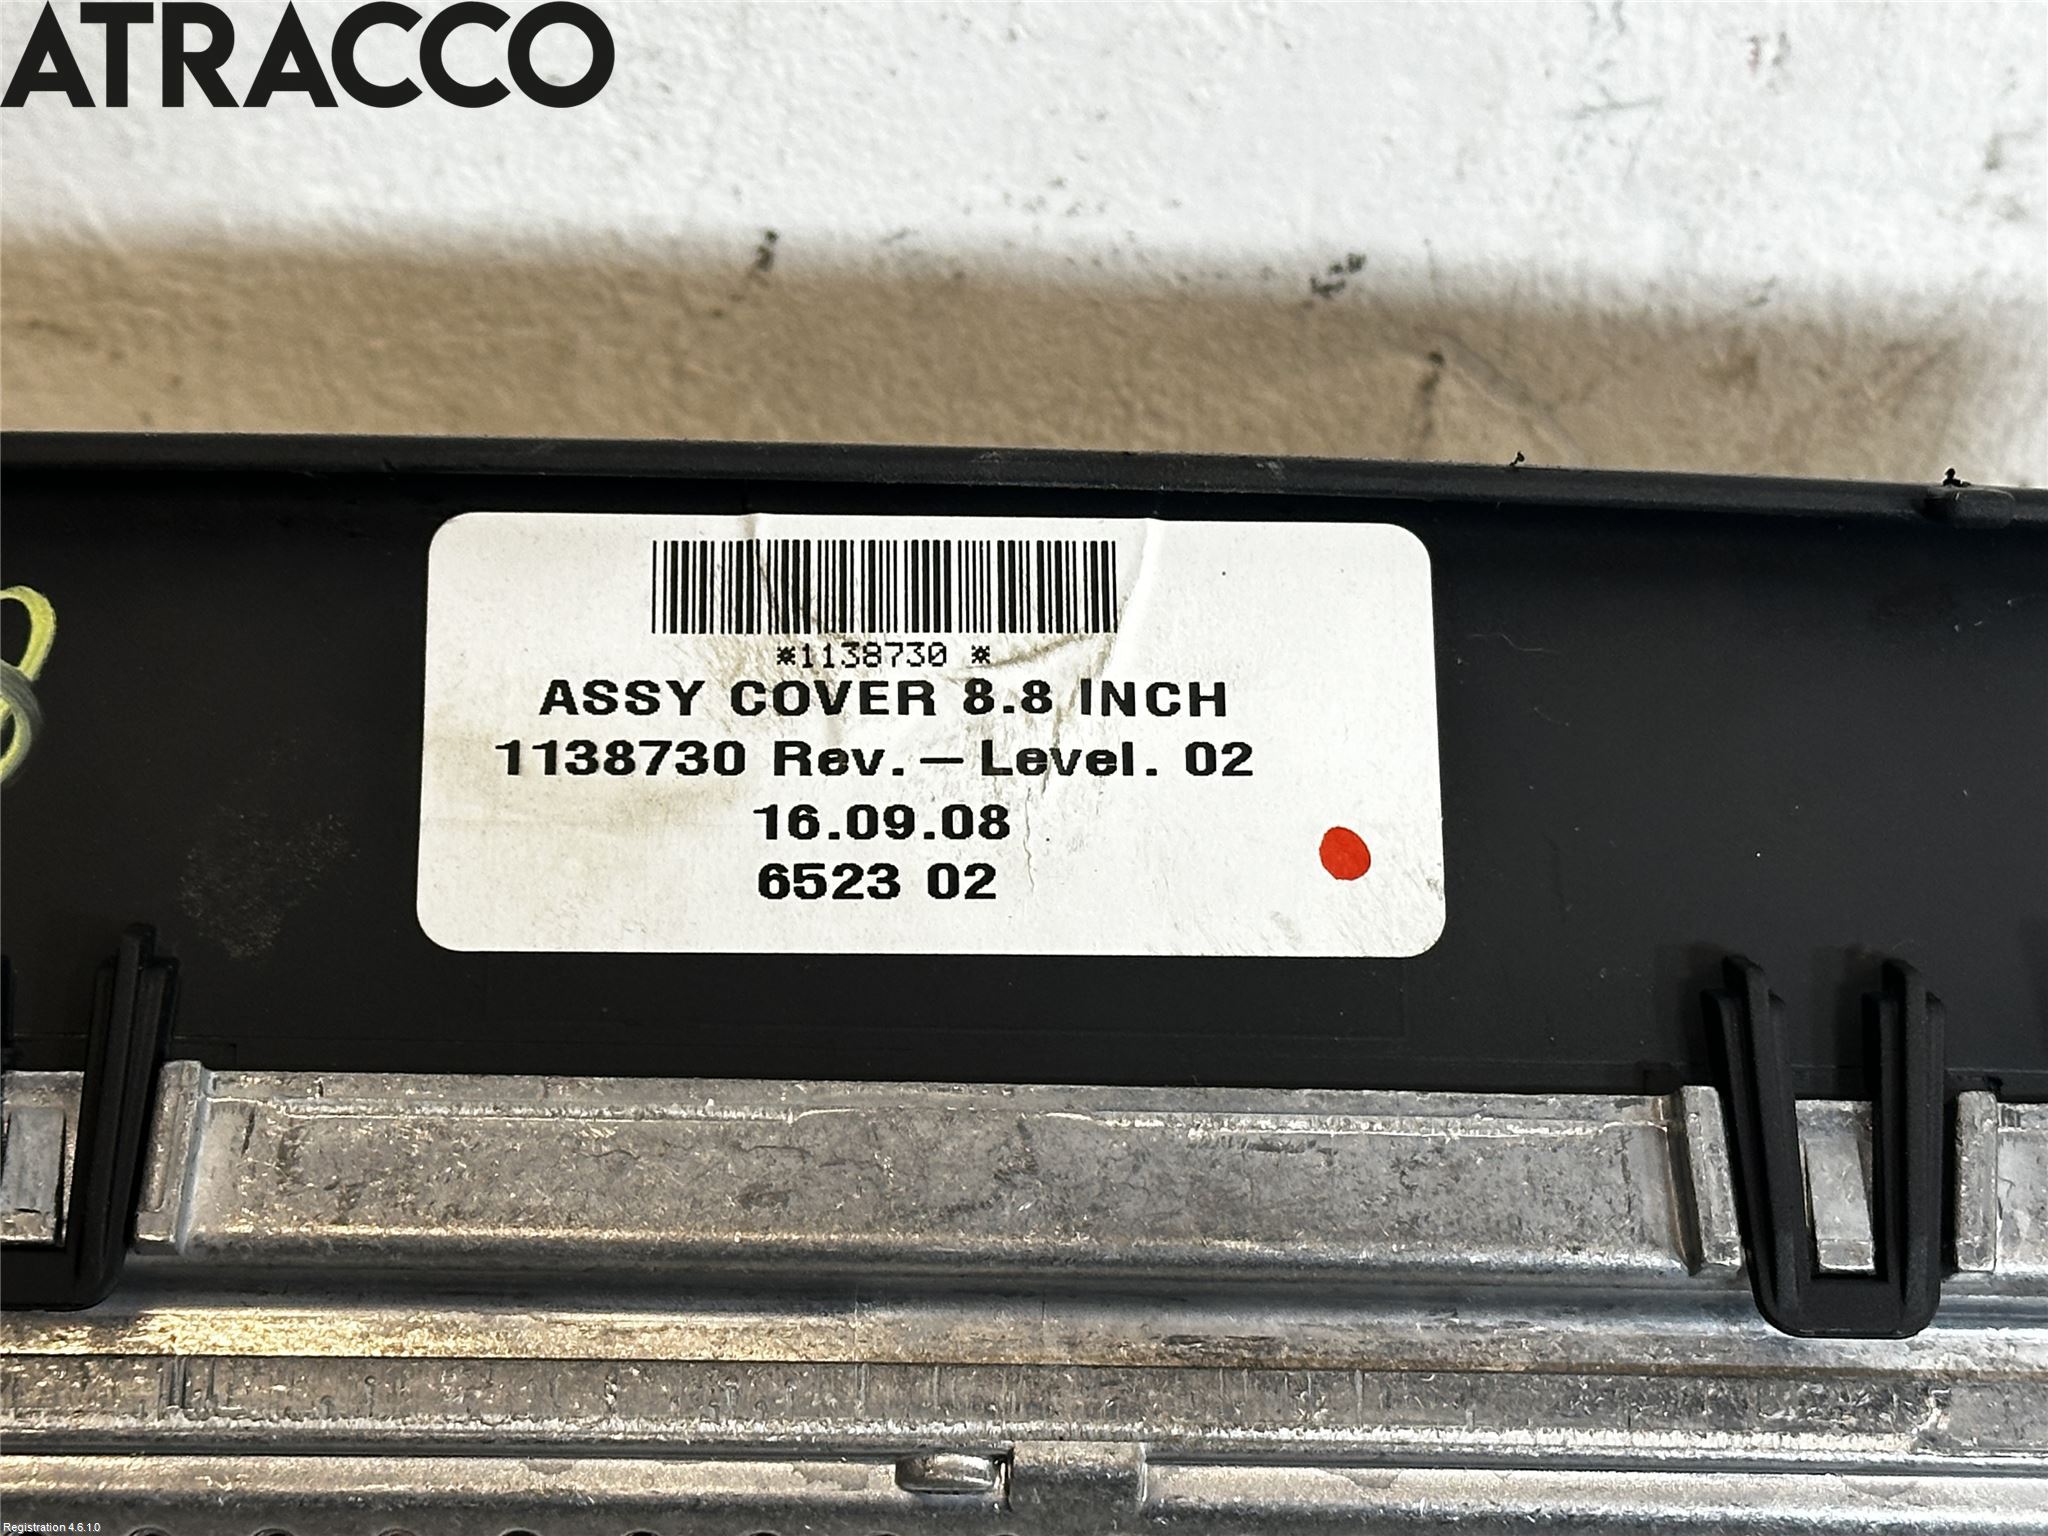 ATRACCO
*1138730 *
ASSY COVER 8.8 INCH
1138730 Rev. – Level. 02
16.09.08
6523 02
Registration 4.6.1.0